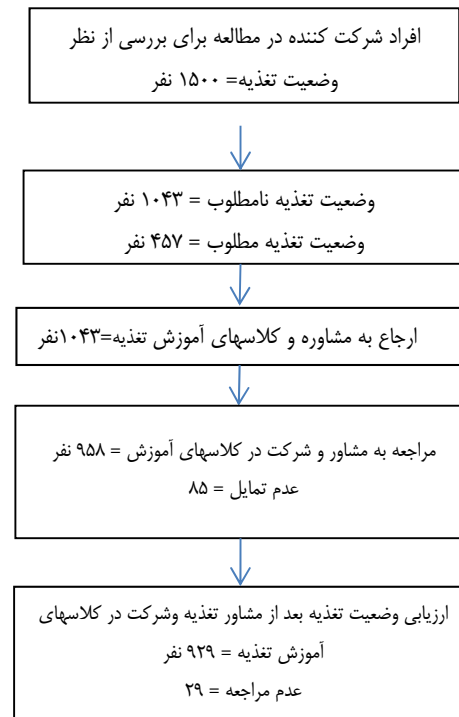 افراد شرکت کننده در مطالعه برای بررسی از نظر
وضعیت تغذیه= ۱۵۰۰ نفر
وضعیت تغذیه نامطلوب = ۱۰۴۳ نفر
وضعیت تغذیه مطلوب = ۴۵۷ نفر
ارجاع به مشاوره و کلاسهای آموزش تغذیه=۱۰۴۳نفر
مراجعه به مشاور و شرکت در کلاسهای آموزش = ۹۵۸ نفر
عدم تمایل = ۸۵
ارزیابی وضعیت تغذیه بعد از مشاور تغذیه وشرکت در کلاسهای
آموزش تغذیه = ۹۲۹ نفر
عدم مراجعه = ۲۹